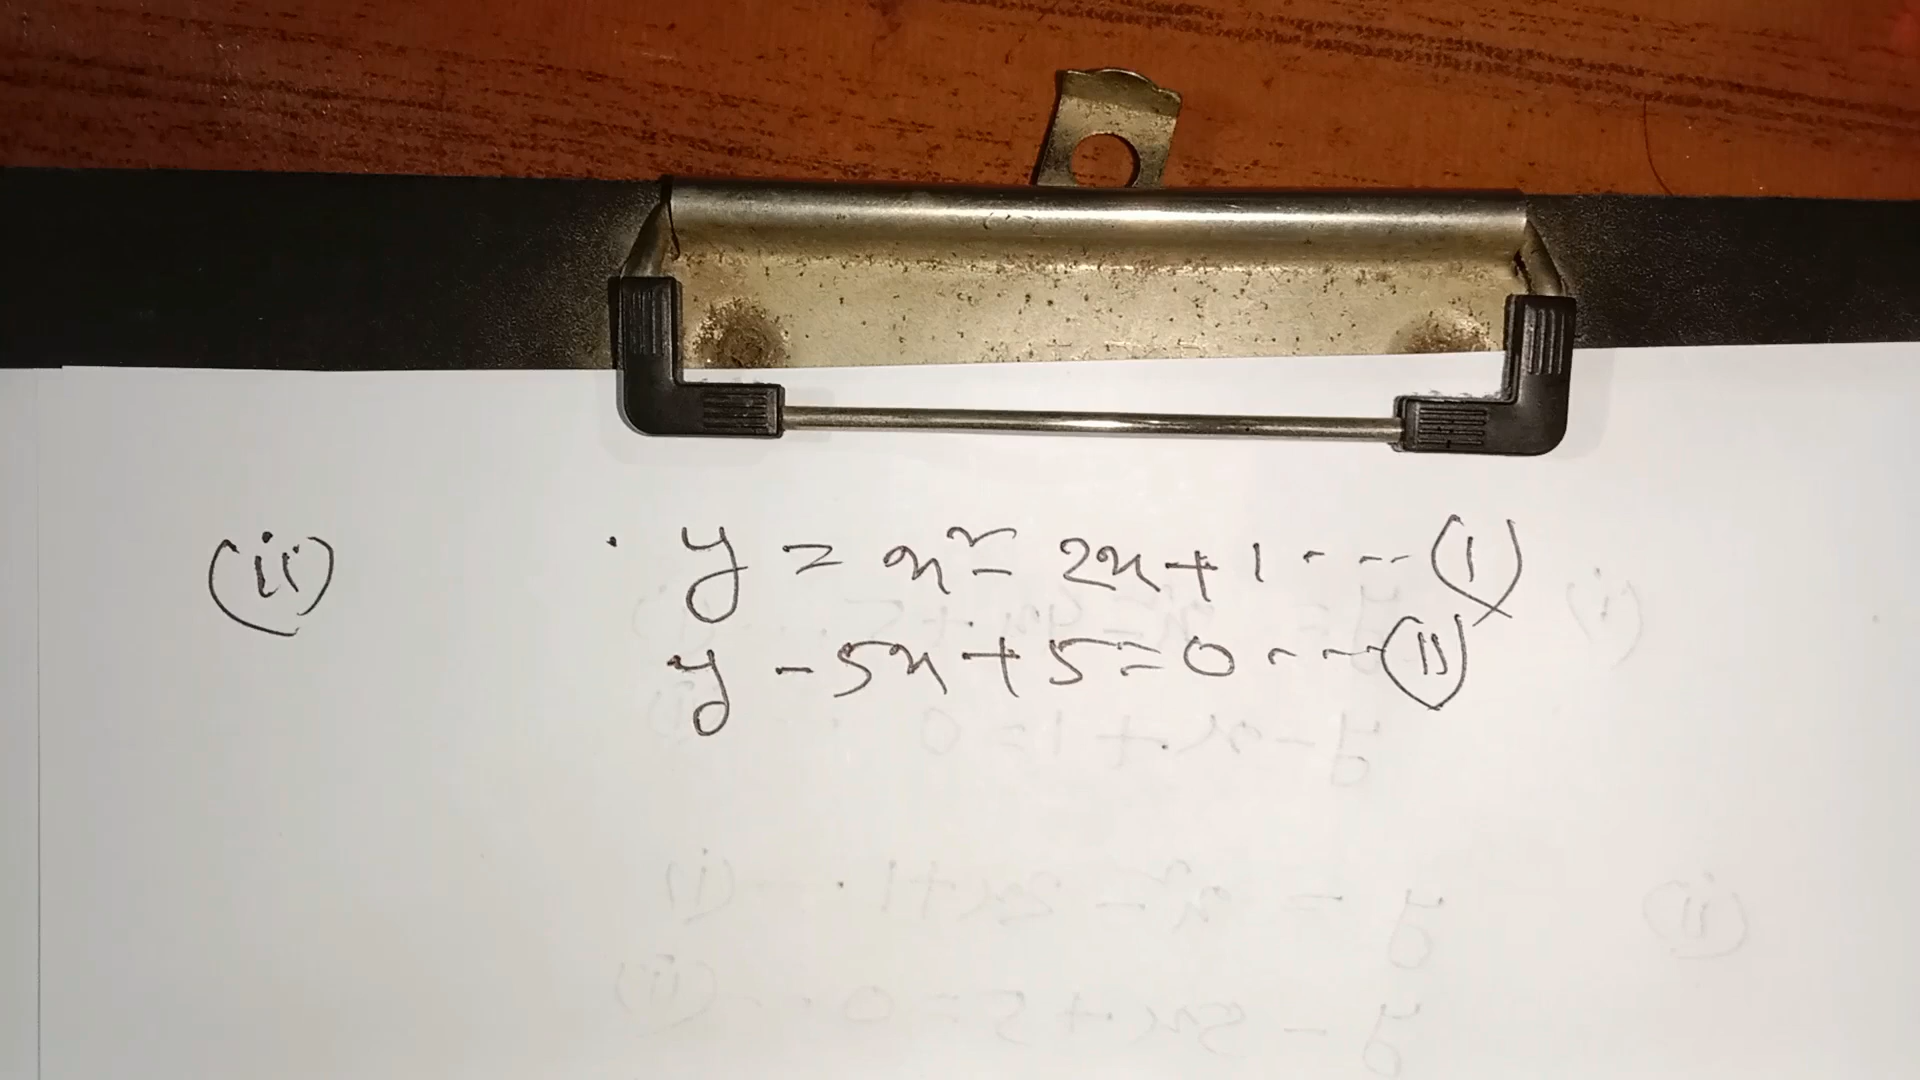 (ii) y = x² - 2x + 1 - - - (I)
y - 5x + 5 = 0 - - - (II)